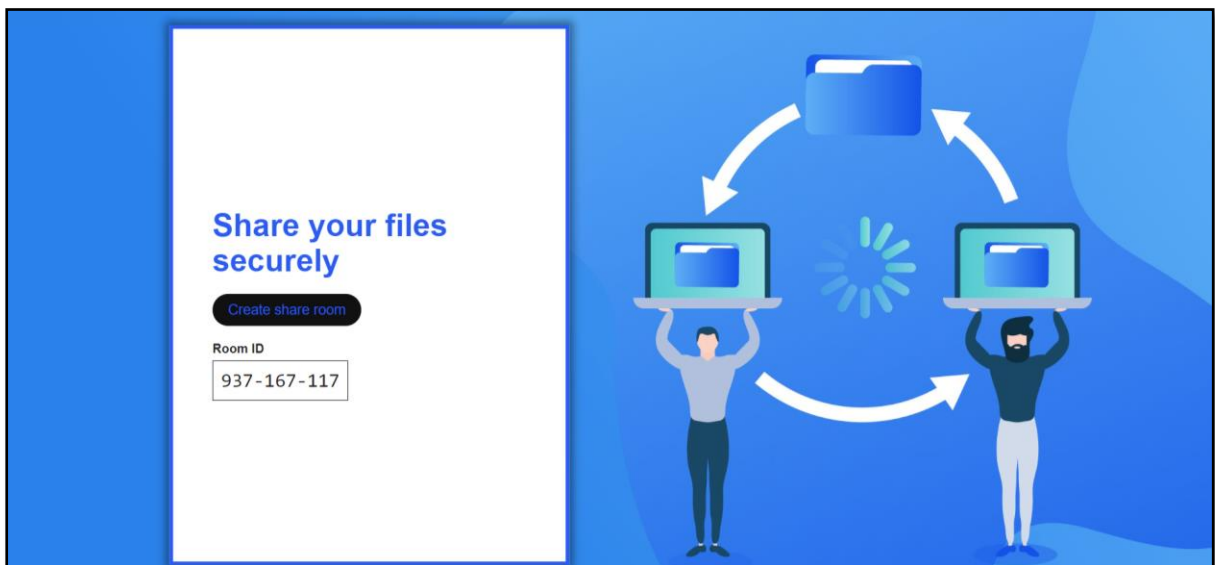 Share your files
securely
Create share room
Room ID
937-167-117